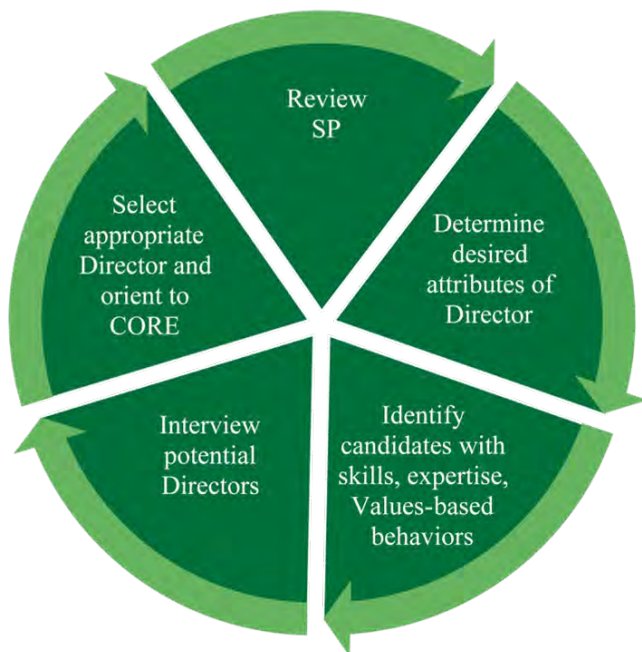 Review
SP
Determine
desired
attributes of
Director
Identify
candidates with
skills, expertise,
Values-based
behaviors
Interview
potential
Directors
Select
appropriate
Director and
orient to
CORE